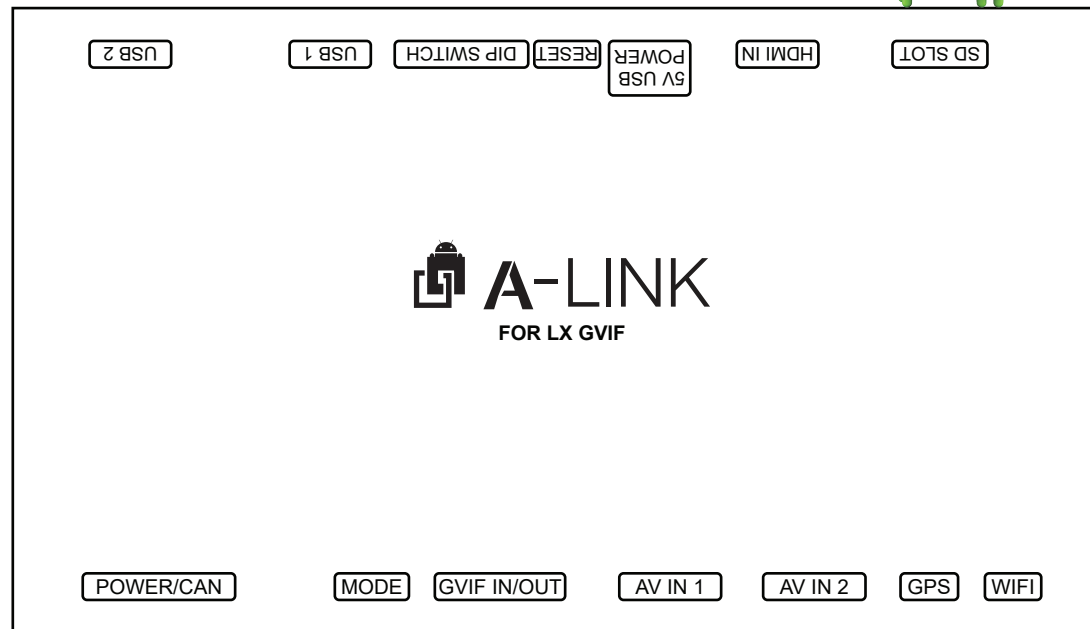 USB 2
USB 1
DIP SWITCH
RESET
5V USB
POWER
HDMI IN
SD SLOT
A-LINK
FOR LX GVIF
POWER/CAN
MODE
GVIF IN/OUT
AV IN 1
AV IN 2
GPS
WIFI